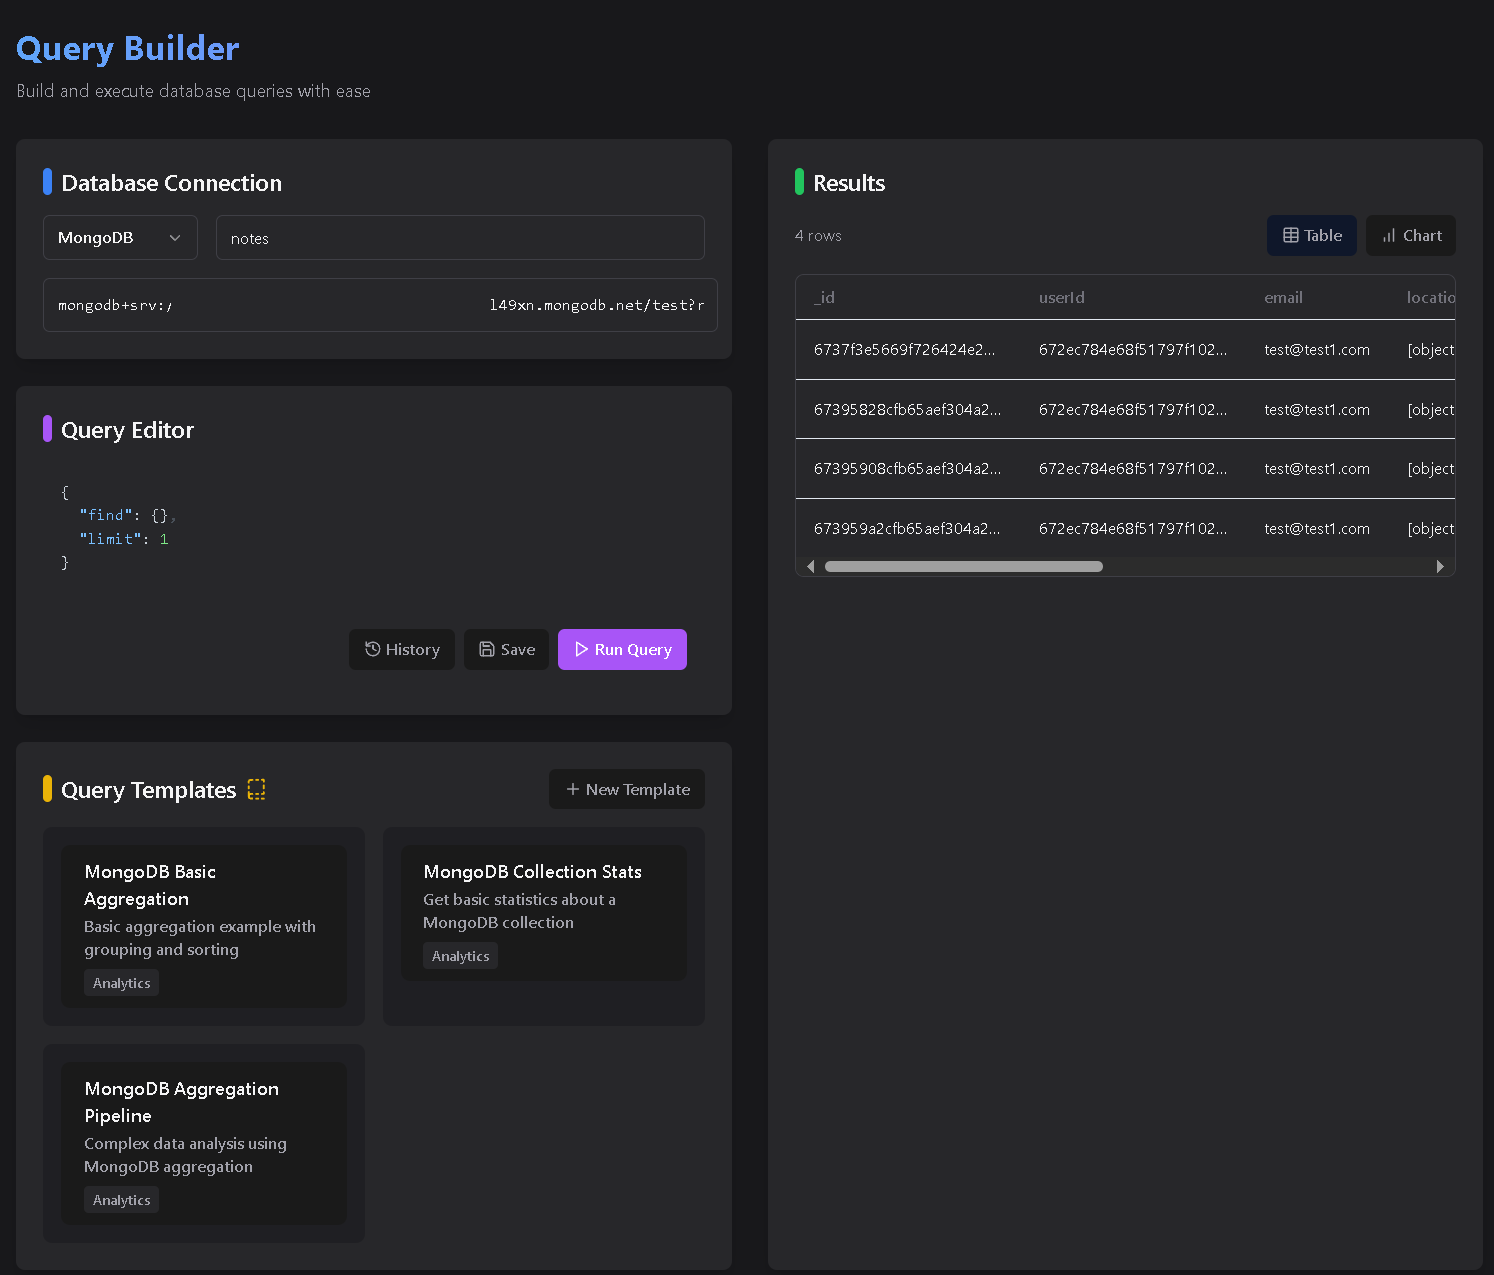 Query Builder
Build and execute database queries with ease
Database Connection
MongoDB
notes
mongodb+srv:/ l49xn.mongodb.net/test?r
Query Editor
{
"find": {},
"limit": 1
}
History
Save
Run Query
Query Templates
+ New Template
MongoDB Basic
Aggregation
Basic aggregation example with
grouping and sorting
Analytics
MongoDB Collection Stats
Get basic statistics about a
MongoDB collection
Analytics
MongoDB Aggregation
Pipeline
Complex data analysis using
MongoDB aggregation
Analytics
Results
4 rows
Table
Chart
_id userId email locatio
6737f3e5669f726424e2... 672ec784e68f51797f102... test@test1.com [object
67395828cfb65aef304a2... 672ec784e68f51797f102... test@test1.com [object
67395908cfb65aef304a2... 672ec784e68f51797f102... test@test1.com [object
673959a2cfb65aef304a2... 672ec784e68f51797f102... test@test1.com [object